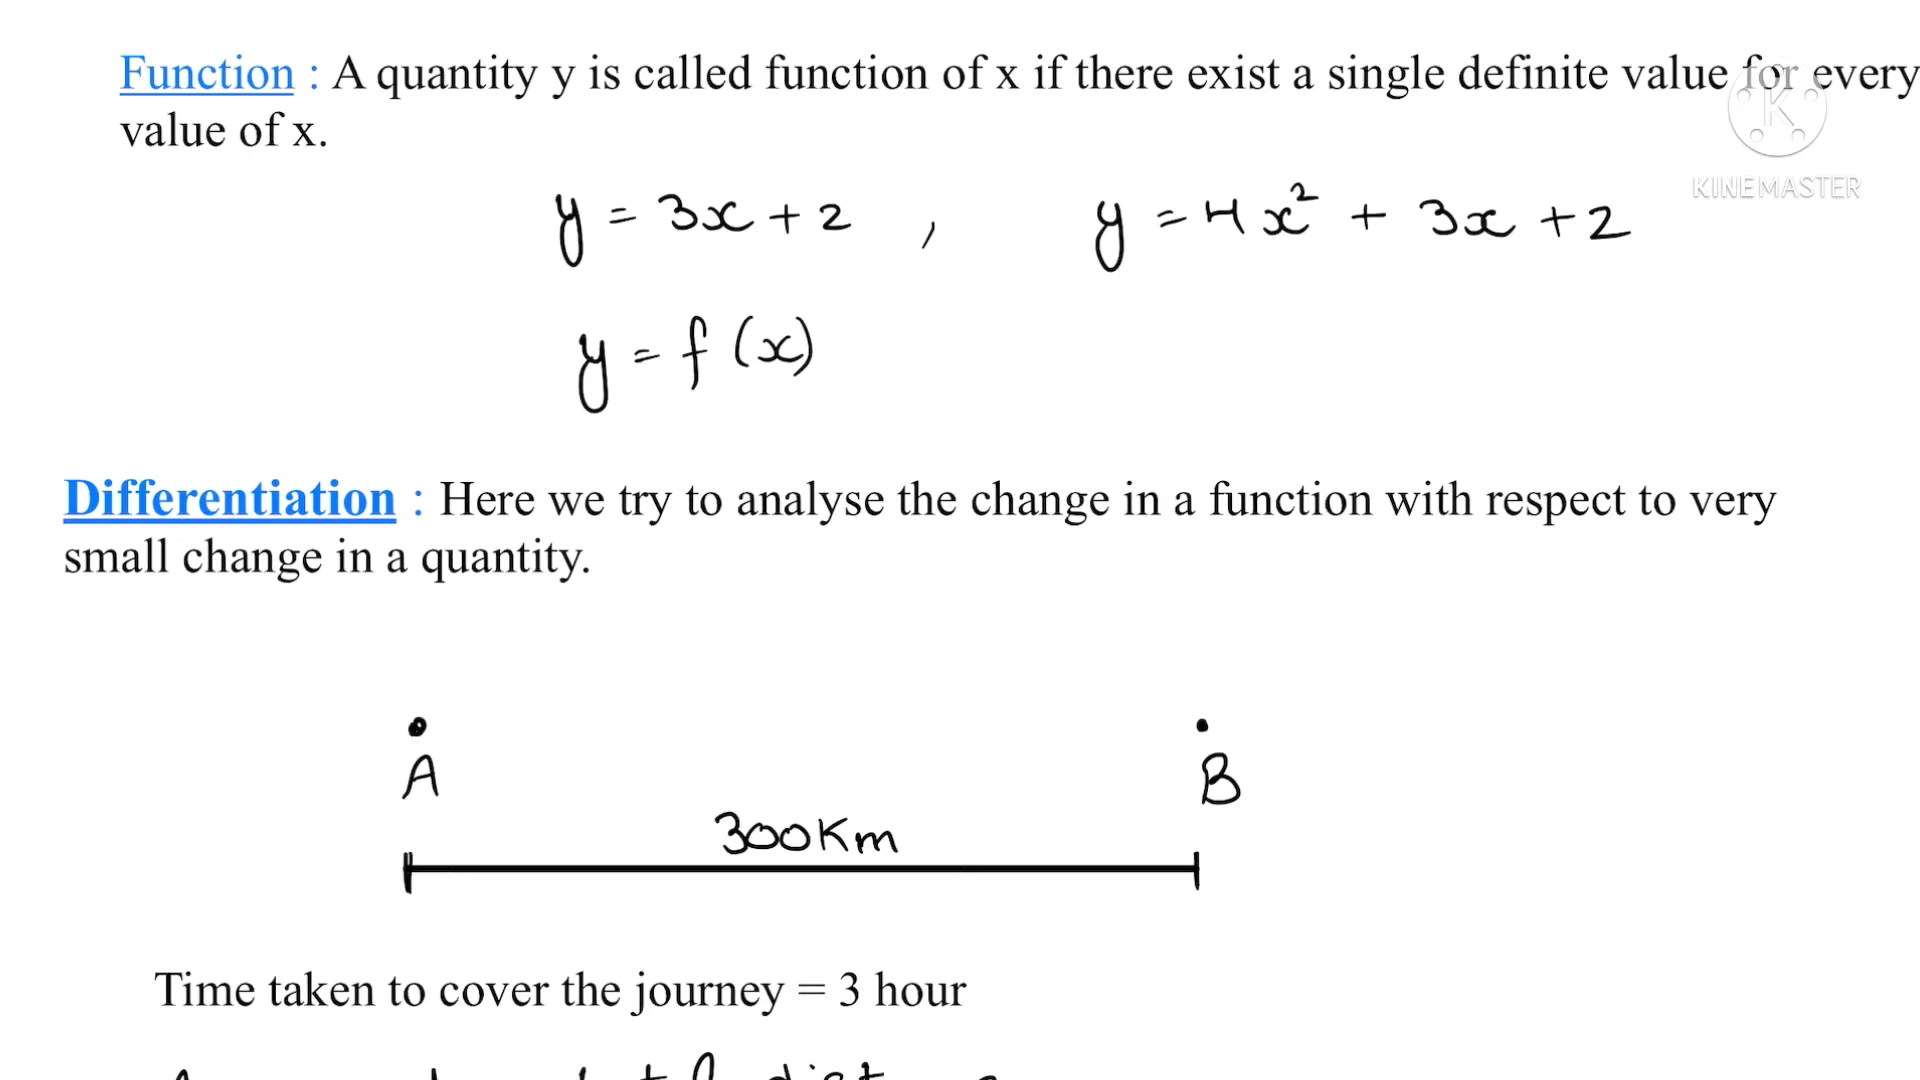 Function : A quantity y is called function of x if there exist a single definite value for every
value of x.
KINEMASTER
y = 3x + 2 , y = 4x² + 3x + 2
y = f (x)
Differentiation : Here we try to analyse the change in a function with respect to very
small change in a quantity.
A B
300Km
Time taken to cover the journey = 3 hour